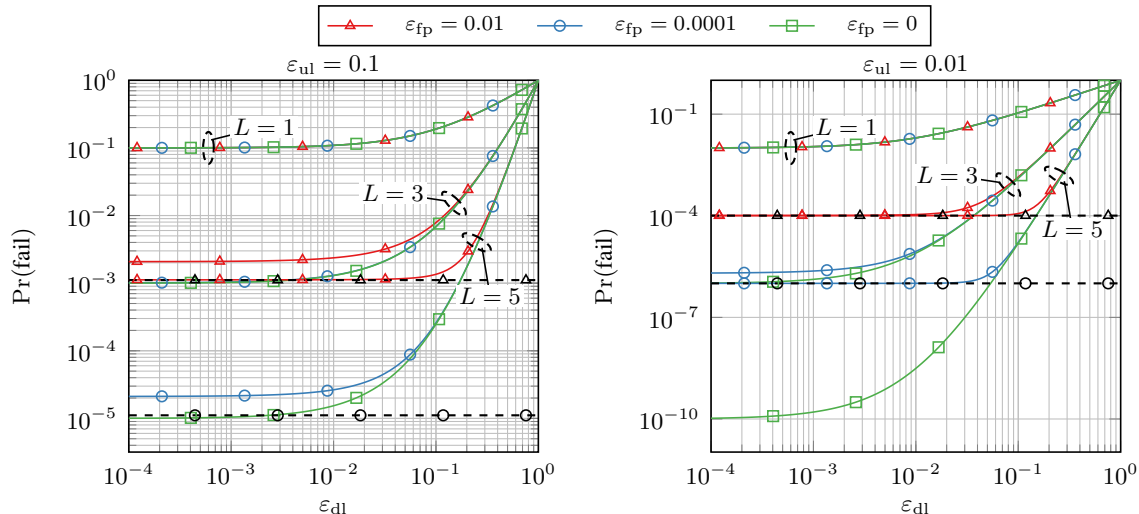 ε_fp = 0.01 ε_fp = 0.0001 ε_fp = 0
ε_ul = 0.1
10^0
10^−1
10^−2
10^−3
10^−4
10^−5
Pr(fail)
L = 1
L = 3
L = 5
10^−4 10^−3 10^−2 10^−1 10^0
ε_dl
ε_ul = 0.01
10^−1
10^−4
10^−7
10^−10
Pr(fail)
L = 1
L = 3
L = 5
10^−4 10^−3 10^−2 10^−1 10^0
ε_dl